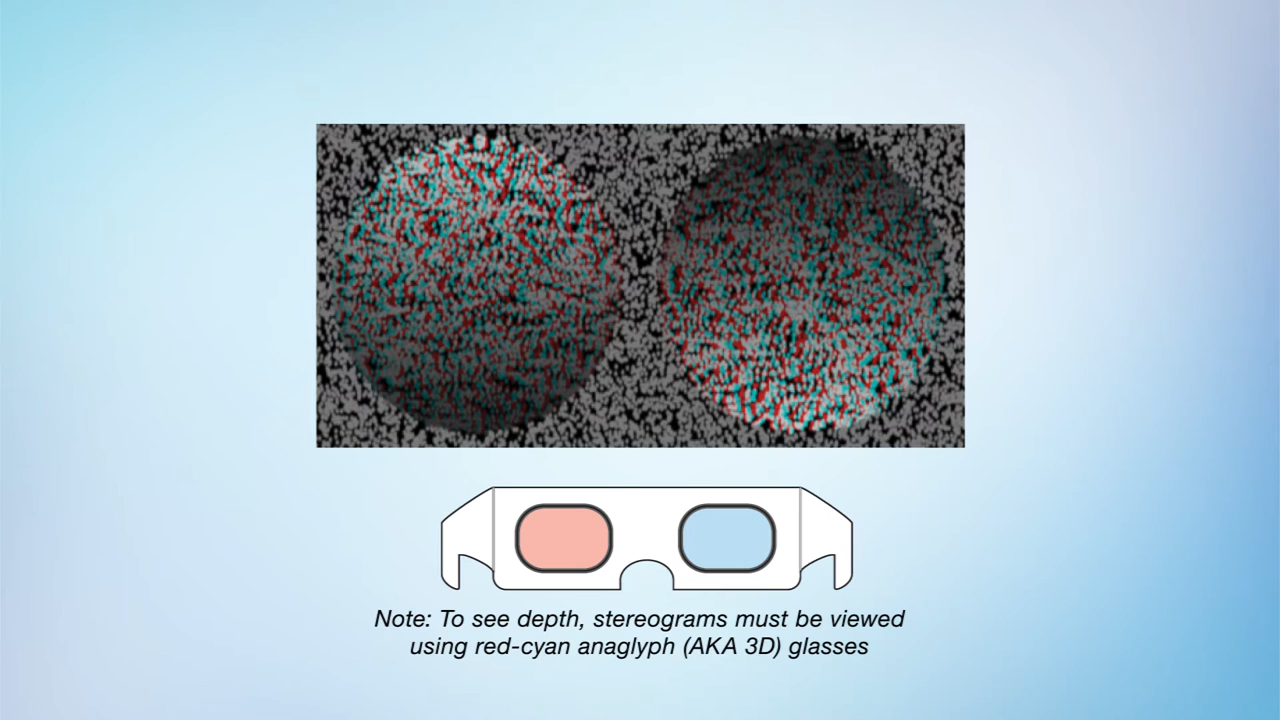 Note: To see depth, stereograms must be viewed
using red-cyan anaglyph (AKA 3D) glasses